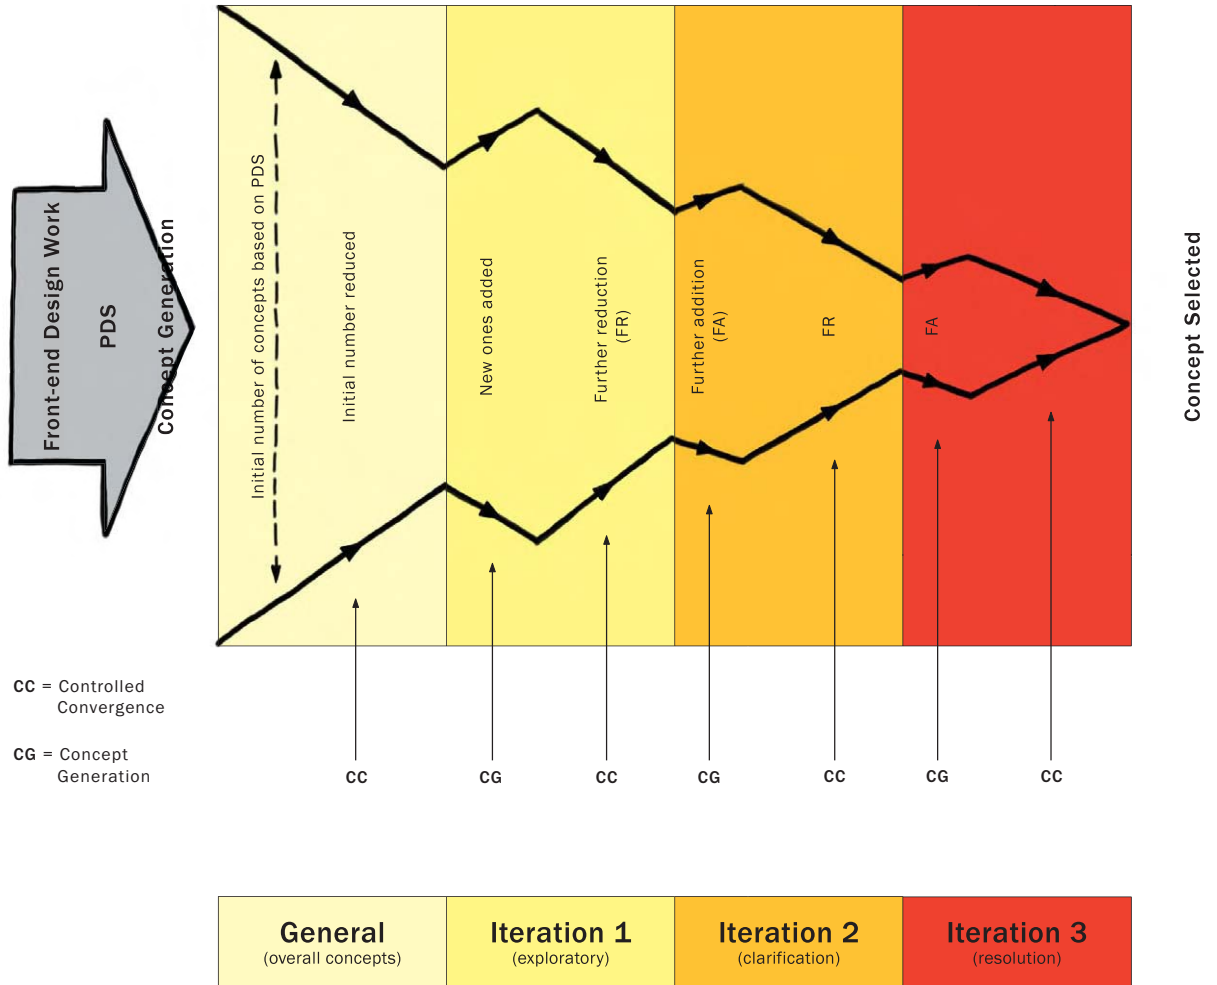 Front-end Design Work
PDS
Concept Generation
Initial number of concepts based on PDS
Initial number reduced
New ones added
Further reduction
(FR)
Further addition
(FA)
FR
FA
Concept Selected
CC = Controlled
Convergence
CG = Concept
Generation
CC
CG
CC
CG
CC
CG
CC
General
(overall concepts)
Iteration 1
(exploratory)
Iteration 2
(clarification)
Iteration 3
(resolution)